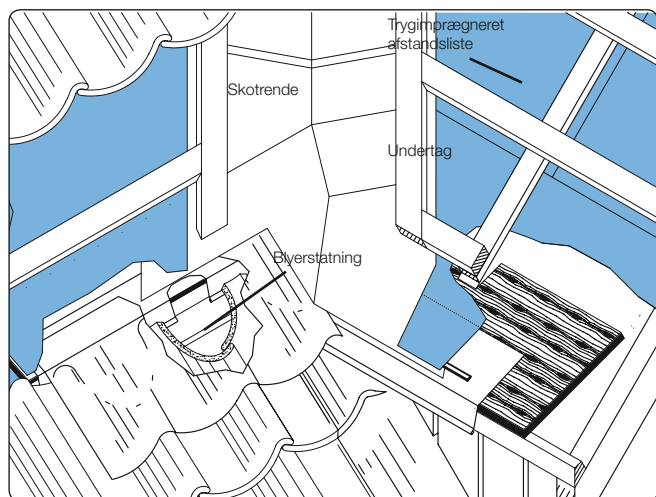 Trygimprægneret
afstandsliste
Skotrende
Undertag
Blyerstatning